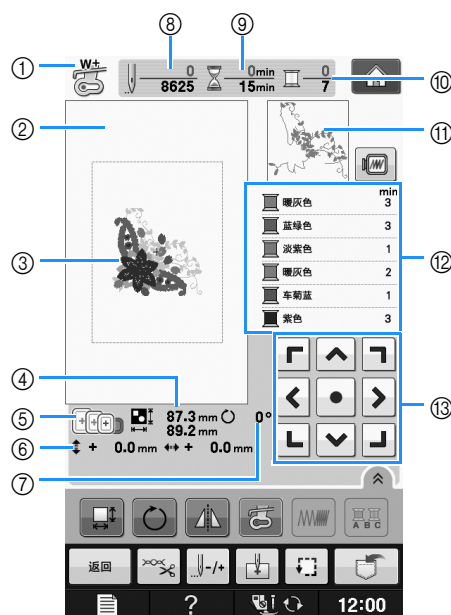 ⑧ ⑨
① W±
0 0min 0
8625 15min 7 ⑩
②
⑪
min
暖灰色 3
蓝绿色 3
淡紫色 1
⑫
③
暖灰色 2
车菊蓝 1
紫色 3
④
⑬
⑤ 87.3 mm 0°
89.2 mm
⑥ + 0.0 mm + 0.0 mm
⑦
A B C
返回 -/+
? 12:00